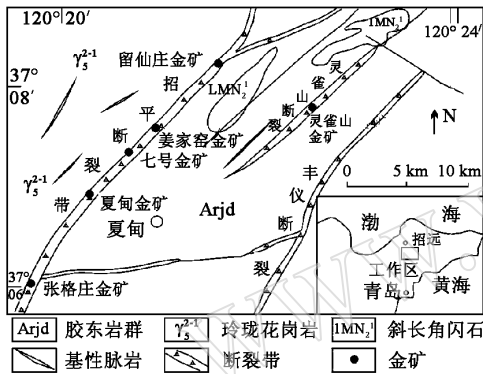 120° 20′
120° 24′
37°
08′
37°
06′
γ₅²⁻¹
γ₅²⁻¹
留仙庄金矿
招平断裂带
姜家窑金矿
七号金矿
夏甸金矿
夏甸
张格庄金矿
LMN₂¹
1MN₂¹
灵雀山断裂
灵雀山
金矿
丰仪断裂
Arjd
N
0 5 km 10 km
渤海
招远
工作区
青岛
黄海
Arjd 胶东岩群 γ₅²⁻¹ 玲珑花岗岩 1MN₂¹ 斜长角闪石
基性脉岩 断裂带 金矿